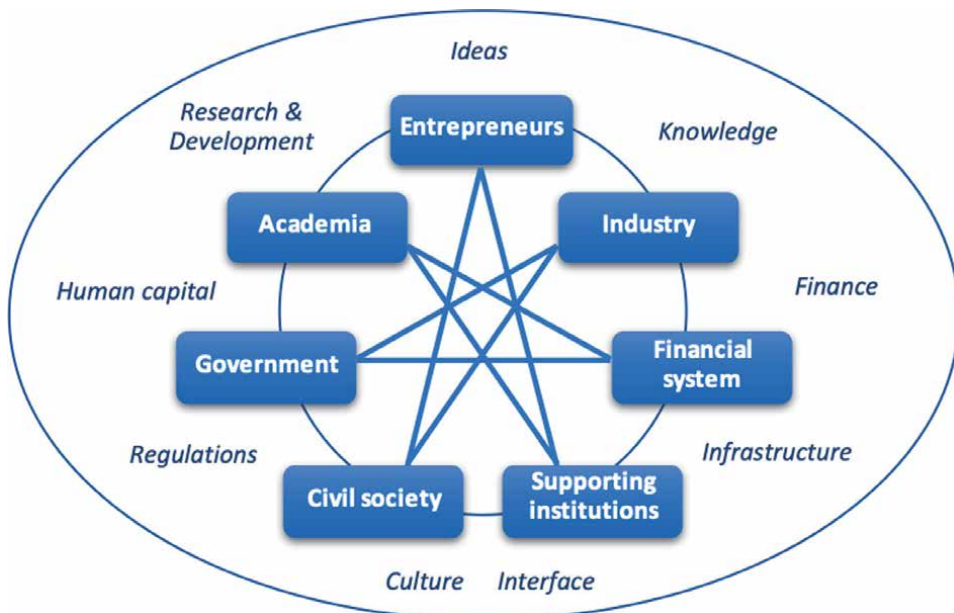 Ideas
Research &
Development
Entrepreneurs
Knowledge
Academia
Industry
Human capital
Finance
Government
Financial
system
Regulations
Infrastructure
Civil society
Supporting
institutions
Culture
Interface